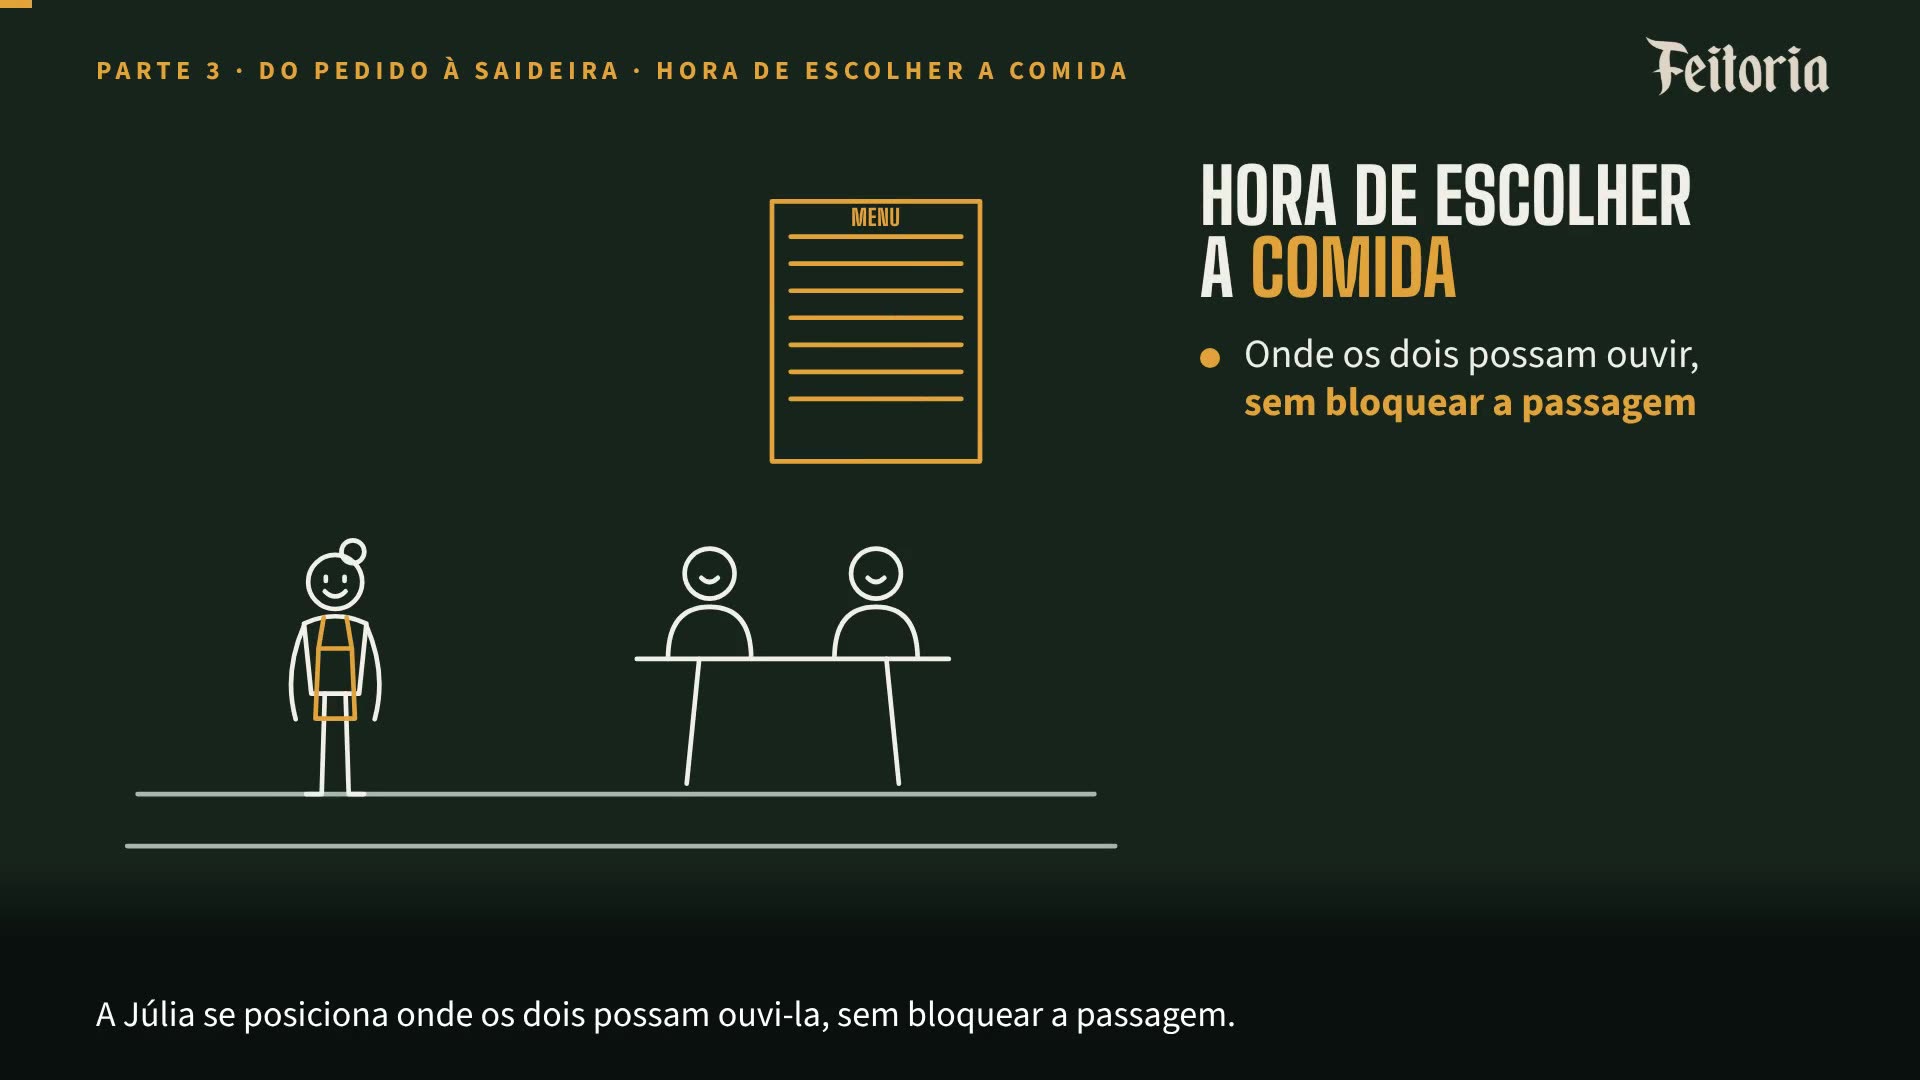 PARTE 3 · DO PEDIDO À SAIDEIRA · HORA DE ESCOLHER A COMIDA
Feitoria
MENU
HORA DE ESCOLHER
A COMIDA
Onde os dois possam ouvir,
sem bloquear a passagem
A Júlia se posiciona onde os dois possam ouvi-la, sem bloquear a passagem.